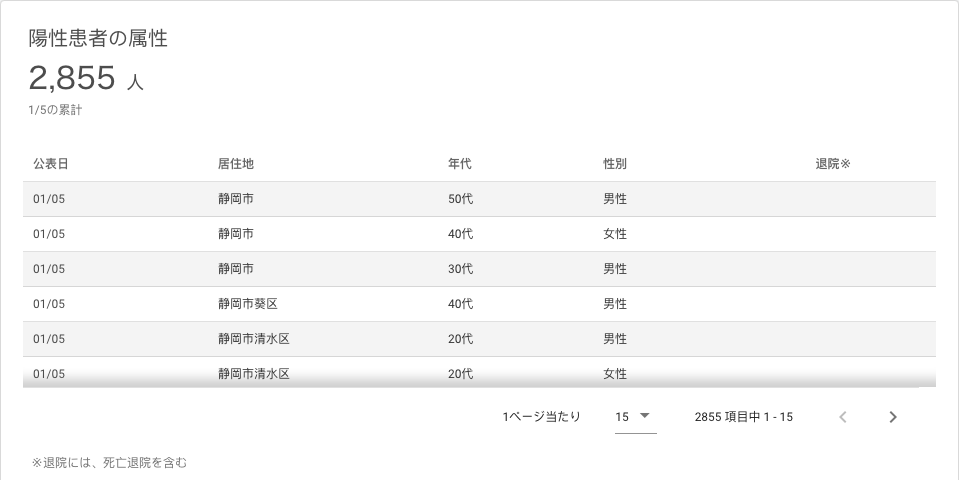 陽性患者の属性
2,855 人
1/5の累計
公表日 居住地 年代 性別 退院※
01/05 静岡市 50代 男性
01/05 静岡市 40代 女性
01/05 静岡市 30代 男性
01/05 静岡市葵区 40代 男性
01/05 静岡市清水区 20代 男性
01/05 静岡市清水区 20代 女性
1ページ当たり 15 2855 項目中 1 - 15
※退院には、死亡退院を含む